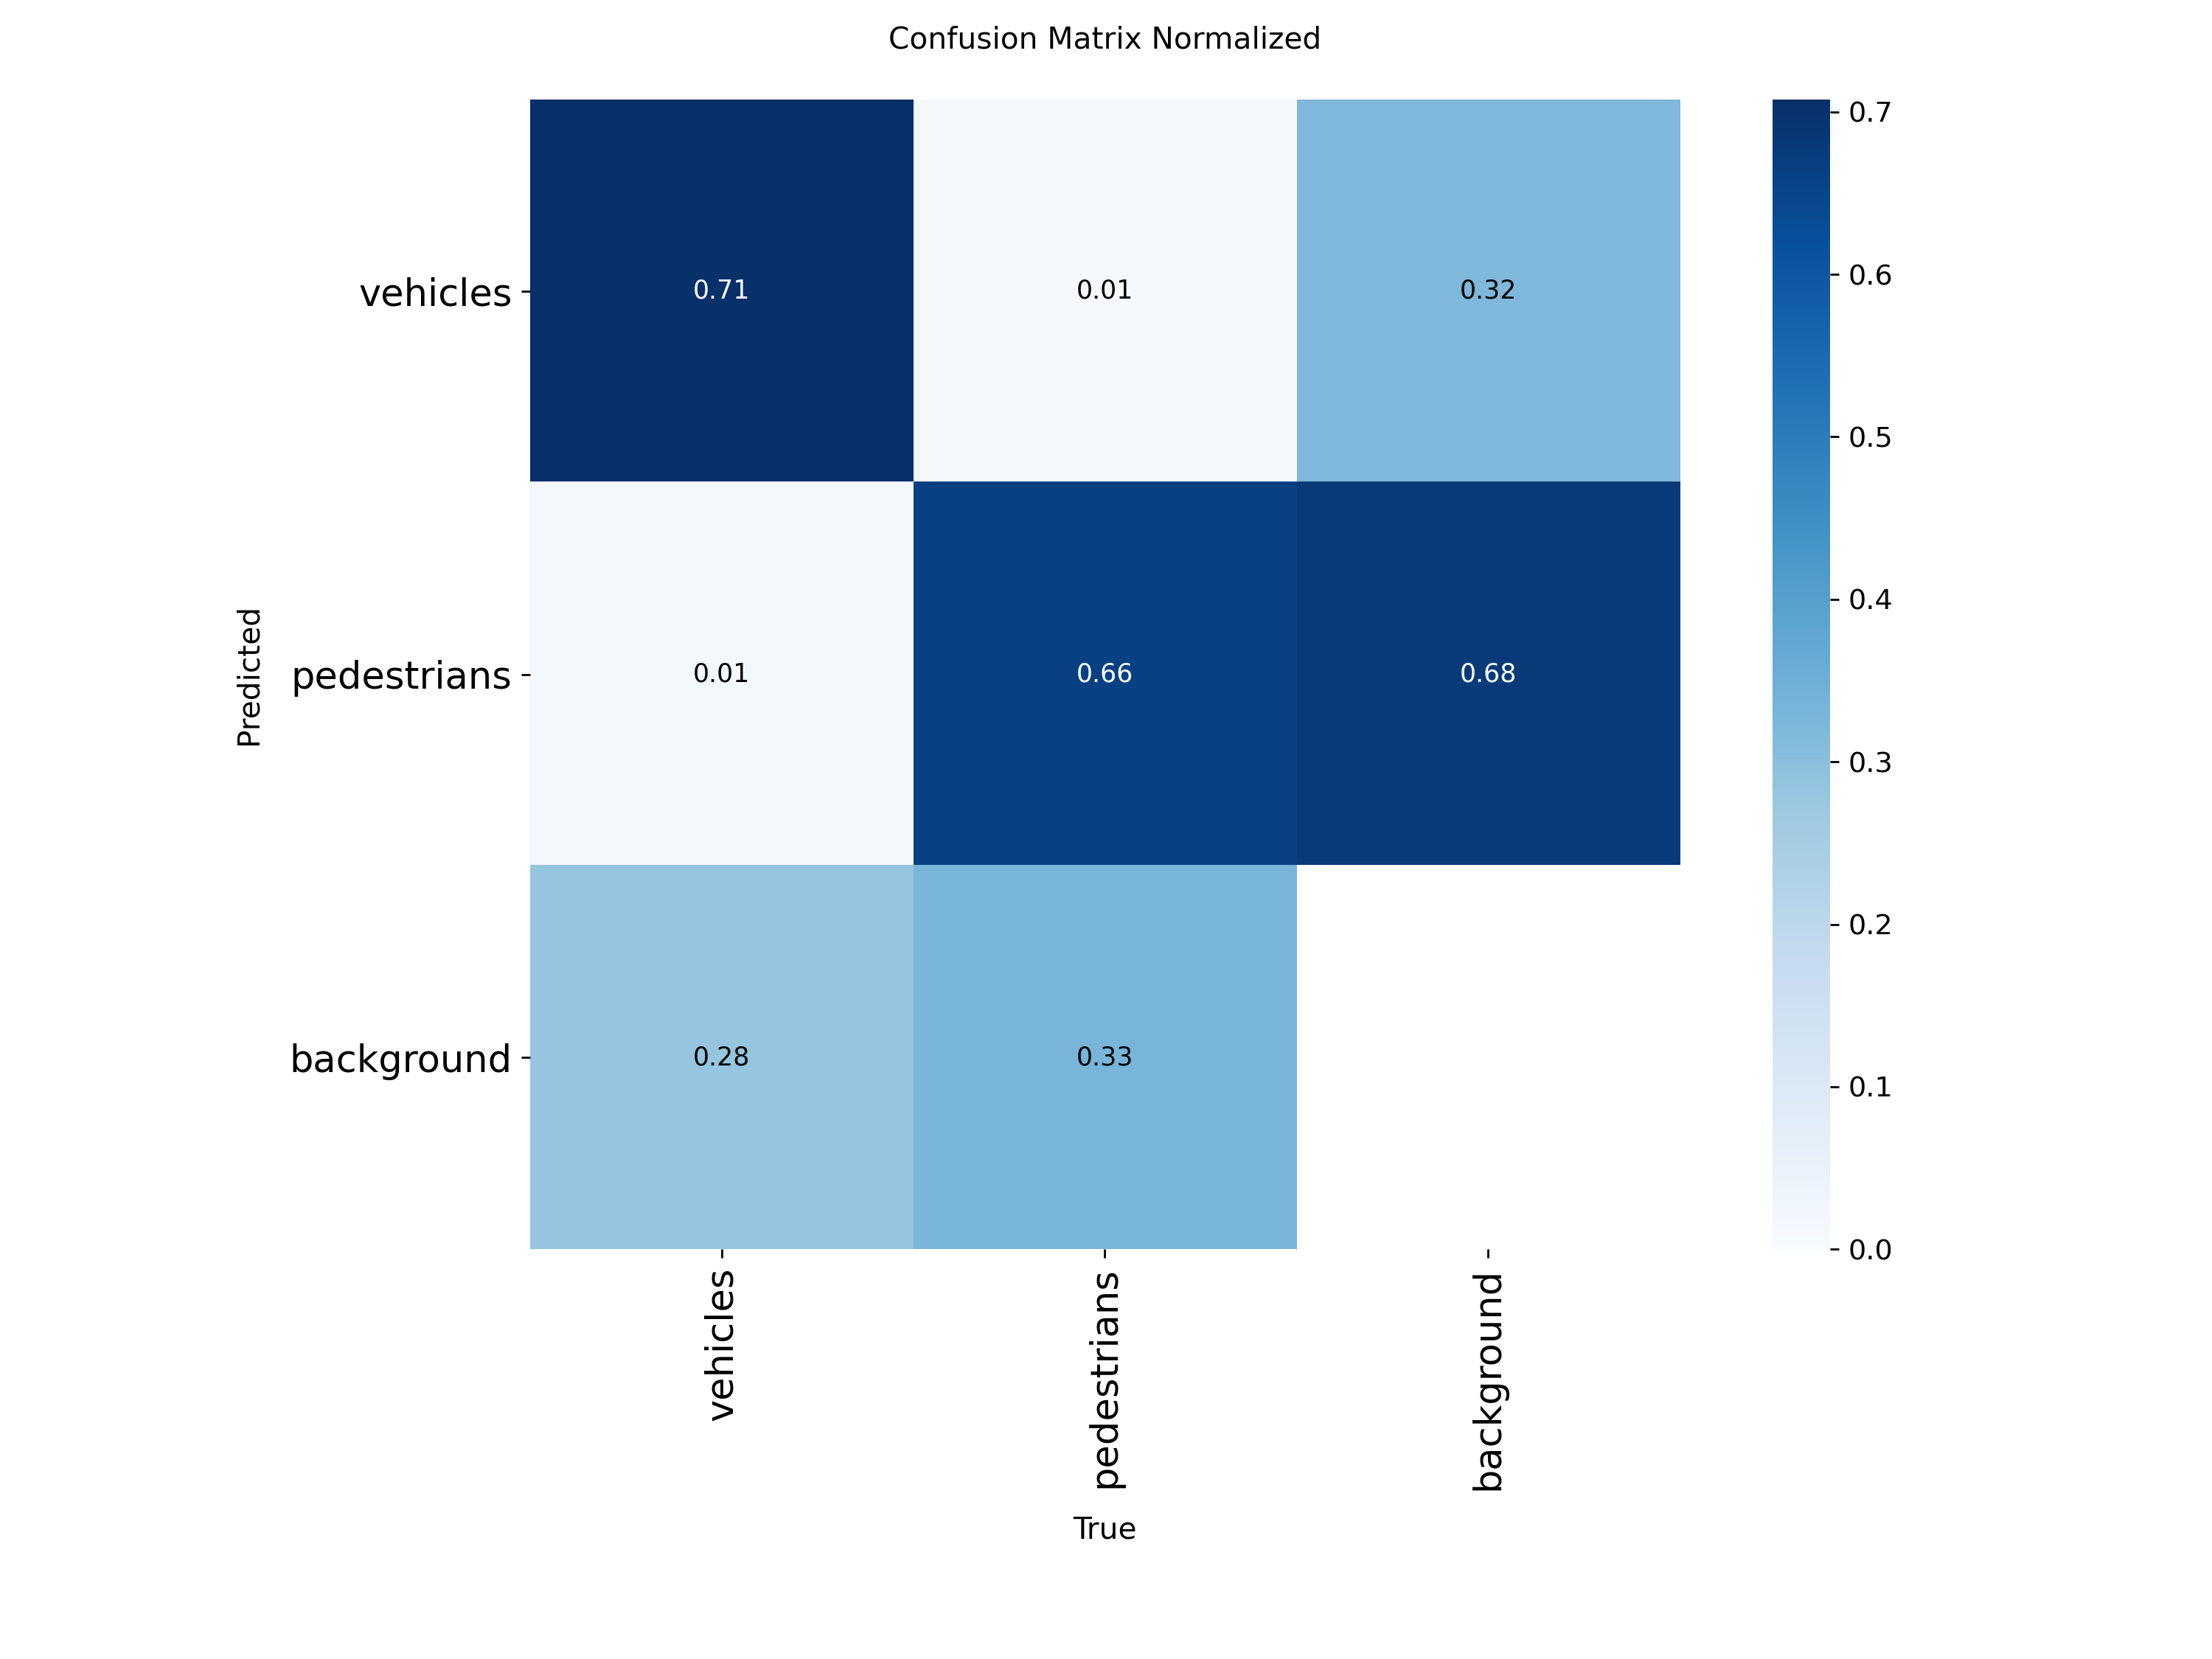 Confusion Matrix Normalized
vehicles
0.71
0.01
0.32
pedestrians
0.01
0.66
0.68
background
0.28
0.33
Predicted
vehicles
pedestrians
background
True
0.7
0.6
0.5
0.4
0.3
0.2
0.1
0.0